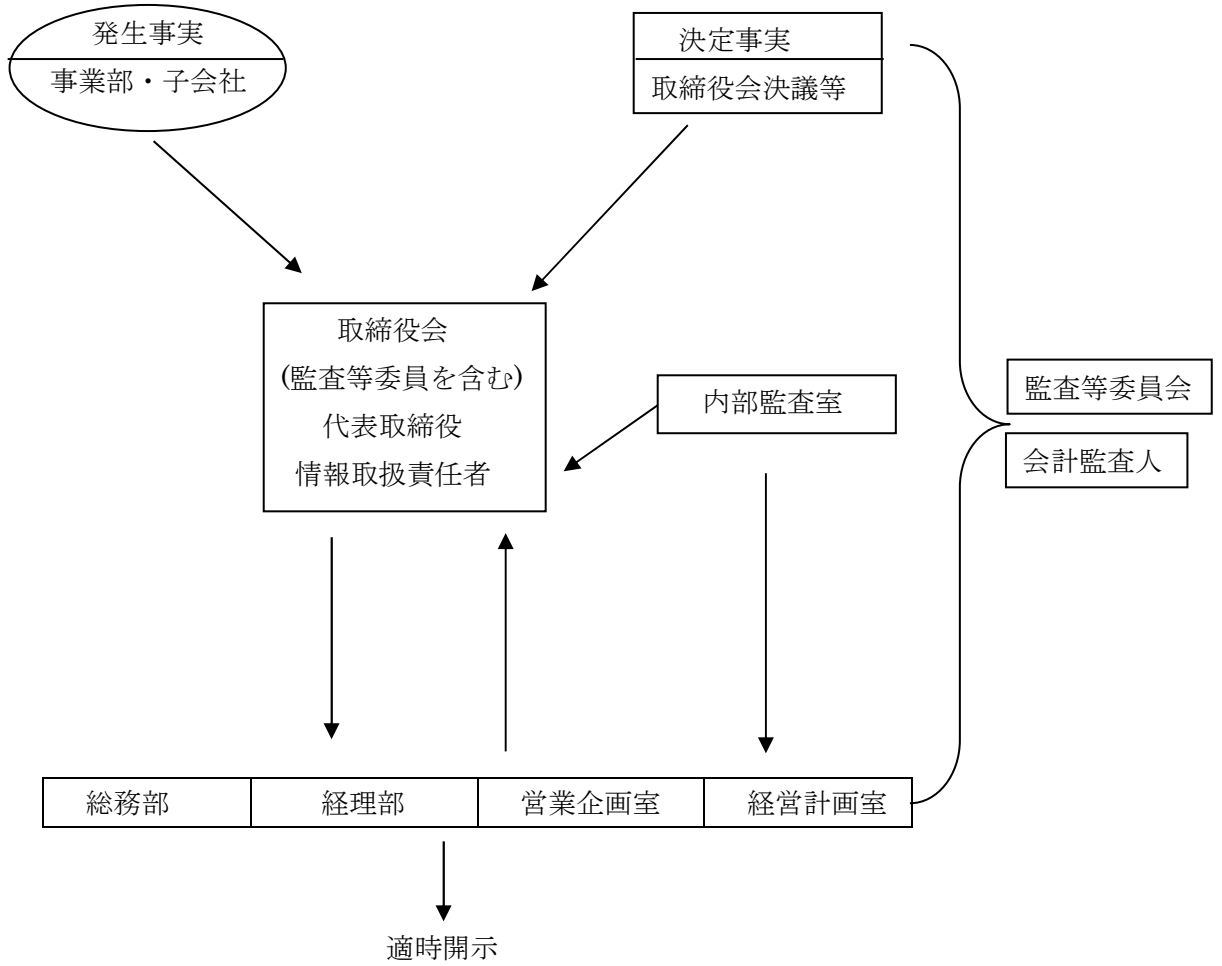 発生事実
事業部・子会社
決定事実
取締役会決議等
取締役会
(監査等委員を含む)
代表取締役
情報取扱責任者
内部監査室
監査等委員会
会計監査人
総務部
経理部
営業企画室
経営計画室
適時開示